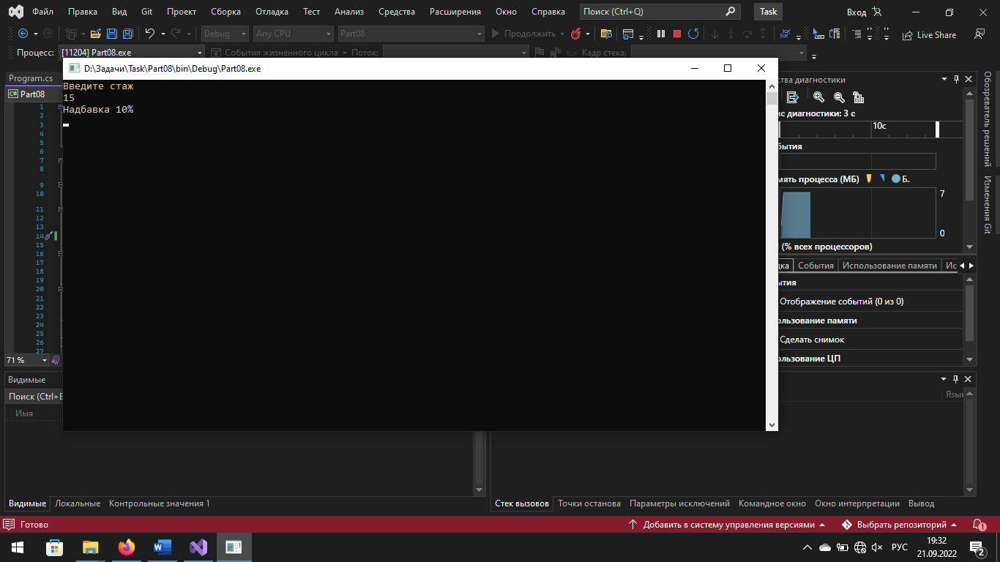 Файл Правка Вид Git Проект Сборка Отладка Тест Анализ Средства Расширения Окно Справка Поиск (Ctrl+Q) Task Вход
Debug Any CPU Part08 Продолжить Live Share
Процесс: [11204] Part08.exe События жизненного цикла Поток: Кадр стека:
D:\Задачи\Task\Part08\bin\Debug\Part08.exe
Введите стаж
15
Надбавка 10%
Program.cs
Part08
1
2
3
4
5
6
7
8
9
10
11
12
13
14
15
16
17
18
19
20
21
22
23
24
25
26
27
71 %
ства диагностики
с диагностики: 3 с
10с
бытия
мять процесса (МБ) Б..
7
0
(% всех процессоров)
дка События Использование памяти Ис
ытия
Отображение событий (0 из 0)
ользование памяти
Сделать снимок
ользование ЦП
Обозреватель решений
Изменения Git
Видимые
Поиск (Ctrl+E
Имя
Язык
Видимые Локальные Контрольные значения 1
Стек вызовов Точки останова Параметры исключений Командное окно Окно интерпретации Вывод
Готово Добавить в систему управления версиями Выбрать репозиторий 1
РУС 19:32
21.09.2022 2